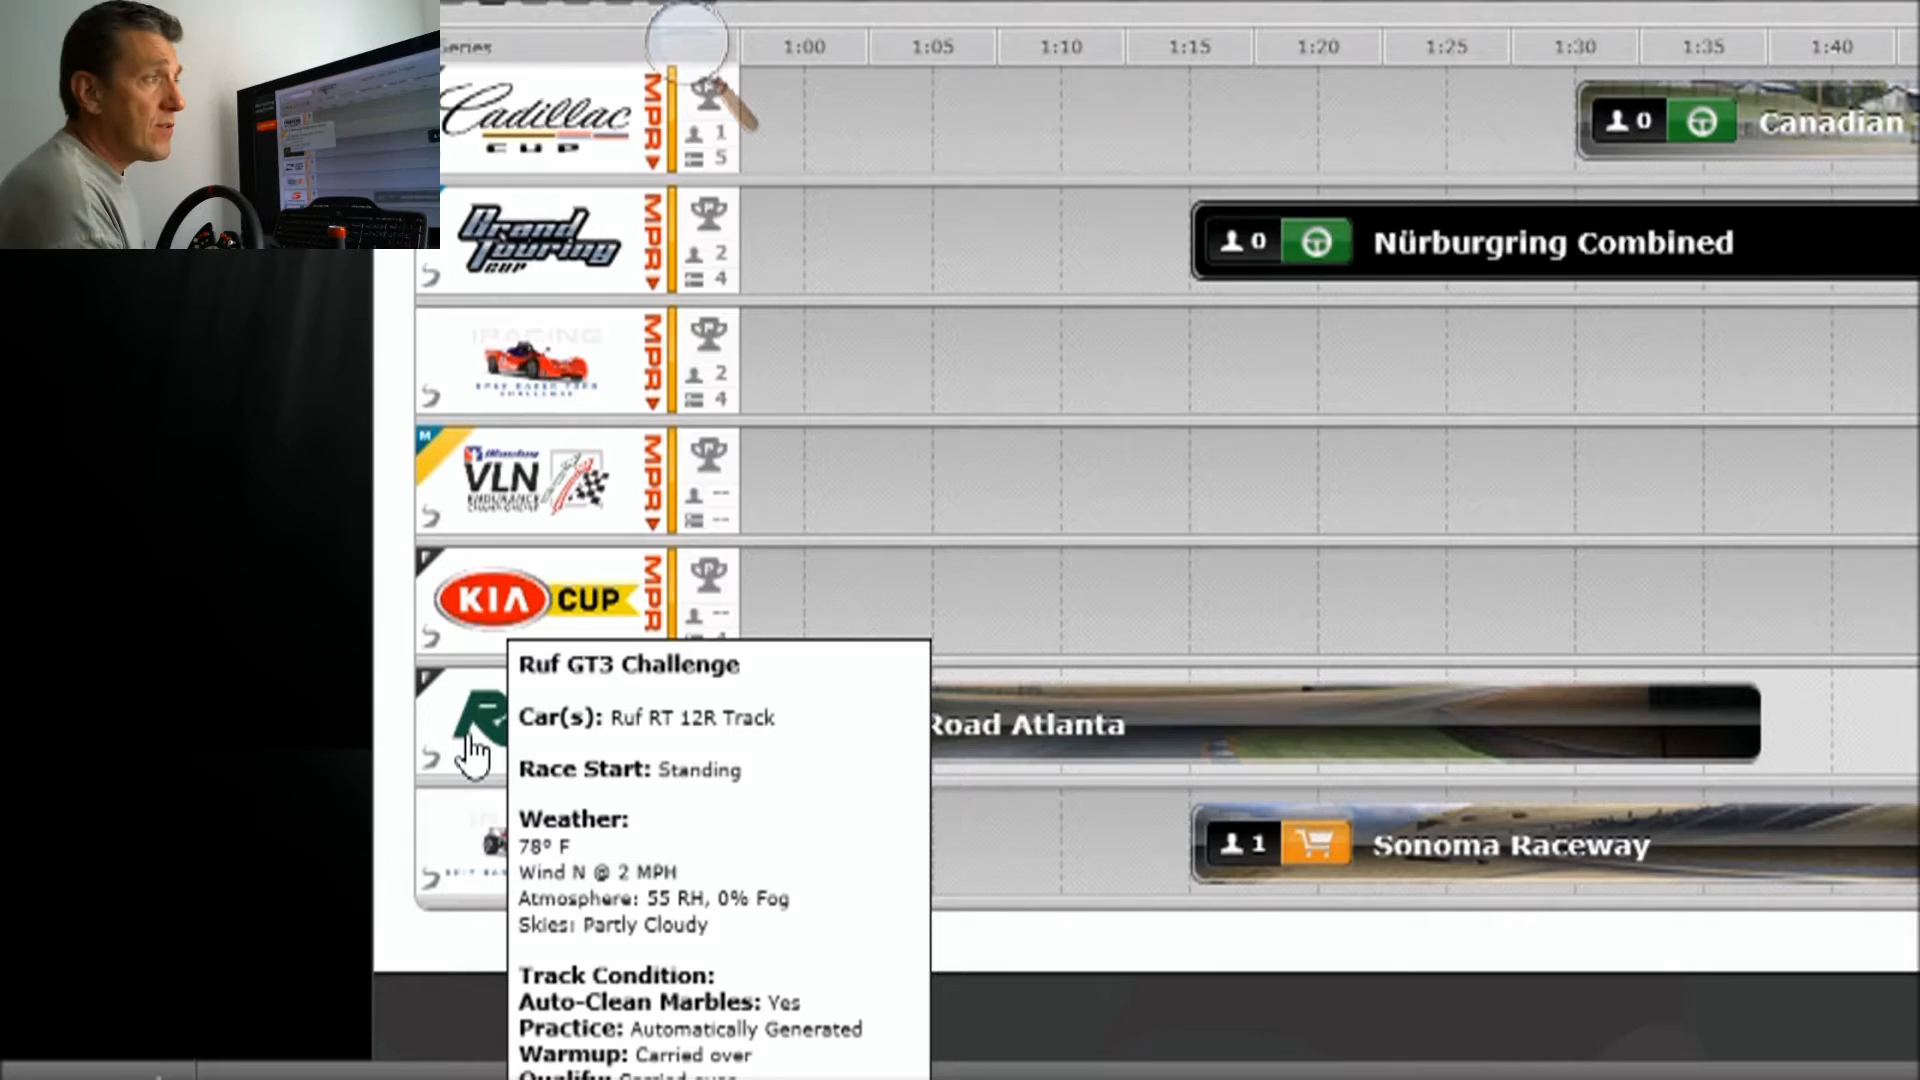 1:00 1:05 1:10 1:15 1:20 1:25 1:30 1:35 1:40
Cadillac
CUP
MPR
1
5
0
Canadian
Grand
Touring
CUP
MPR
2
4
0
Nürburgring Combined
IRACING
CHALLENGE
MPR
2
4
M
VLN
ENDURANCE
CHAMPIONSHIP
MPR
--
--
KIA CUP
MPR
--
Road Atlanta
Ruf GT3 Challenge
Car(s): Ruf RT 12R Track
Race Start: Standing
Weather:
78° F
Wind N @ 2 MPH
Atmosphere: 55 RH, 0% Fog
Skies: Partly Cloudy
Track Condition:
Auto-Clean Marbles: Yes
Practice: Automatically Generated
Warmup: Carried over
1
Sonoma Raceway